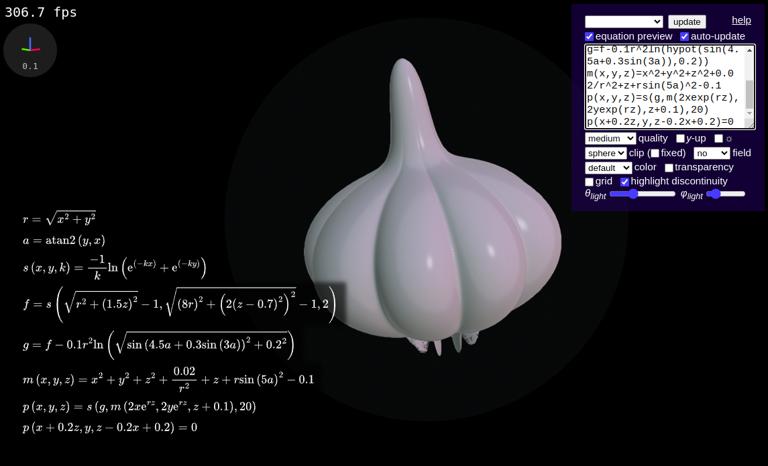 306.7 fps
0.1
update
help
equation preview
auto-update
g=f-0.1r^2ln(hypot(sin(4.
5a+0.3sin(3a)),0.2))
m(x,y,z)=x^2+y^2+z^2+0.0
2/r^2+z+rsin(5a)^2-0.1
p(x,y,z)=s(g,m(2xexp(rz),
2yexp(rz),z+0.1),20)
p(x+0.2z,y,z-0.2x+0.2)=0
medium quality y-up ☼
sphere clip (fixed) no field
default color transparency
grid highlight discontinuity
θlight φlight
r = √(x² + y²)
a = atan2 (y, x)
s (x, y, k) = −1/k ln (e^(−kx) + e^(−ky))
f = s (√(r² + (1.5z)²) − 1, √((8r)² + (2(z − 0.7)²)²) − 1, 2)
g = f − 0.1r²ln (√(sin (4.5a + 0.3sin (3a))² + 0.2²))
m (x, y, z) = x² + y² + z² + 0.02/r² + z + rsin (5a)² − 0.1
p (x, y, z) = s (g, m (2xe^rz, 2ye^rz, z + 0.1), 20)
p (x + 0.2z, y, z − 0.2x + 0.2) = 0